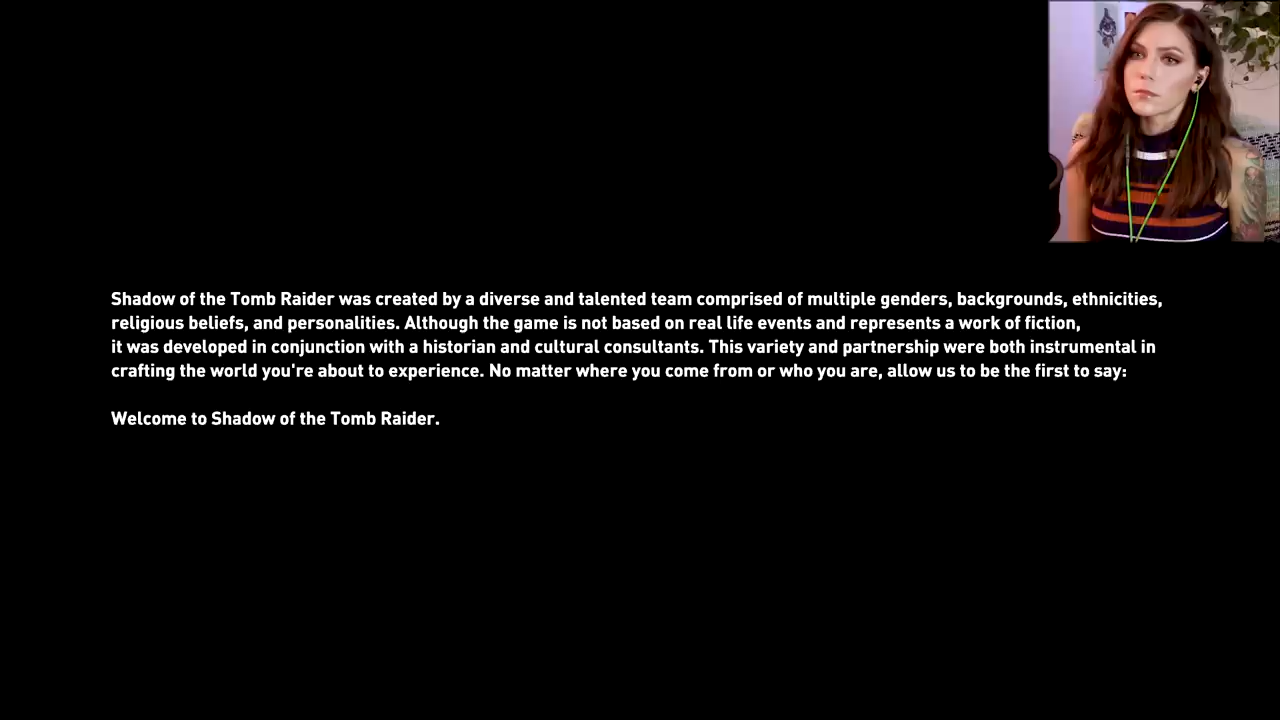 Shadow of the Tomb Raider was created by a diverse and talented team comprised of multiple genders, backgrounds, ethnicities,
religious beliefs, and personalities. Although the game is not based on real life events and represents a work of fiction,
it was developed in conjunction with a historian and cultural consultants. This variety and partnership were both instrumental in
crafting the world you're about to experience. No matter where you come from or who you are, allow us to be the first to say:
Welcome to Shadow of the Tomb Raider.